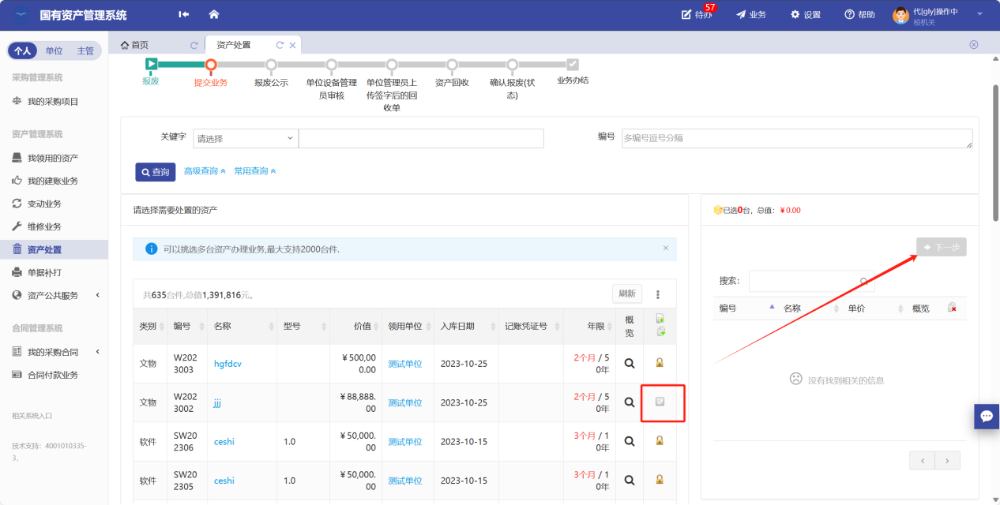 国有资产管理系统
待办
57
业务
设置
帮助
代[gly]操作中
校机关
个人
单位
主管
首页
资产处置
采购管理系统
我的采购项目
资产管理系统
我领用的资产
我的建账业务
变动业务
维修业务
资产处置
单据补打
资产公共服务
合同管理系统
我的采购合同
合同付款业务
相关系统入口
技术支持：4001010335-
3，
报废
提交业务
报废公示
单位设备管理
员审核
单位管理员上
传签字后的回
收单
资产回收
确认报废(状
态)
业务办结
关键字
请选择
编号
多编号逗号分隔
查询
高级查询
常用查询
请选择需要处置的资产
可以挑选多台资产办理业务,最大支持2000台件.
共635台件,总值1,391,816元。
刷新
类别 编号 名称 型号 价值 领用单位 入库日期 记账凭证号 年限 概
览
文物 W202
3003 hgfdcv ￥500,00
0.00 测试单位 2023-10-25 2个月 / 5
0年
文物 W202
3002 jjj ￥88,888.
00 测试单位 2023-10-25 2个月 / 5
0年
软件 SW20
2306 ceshi 1.0 ￥50,000.
00 测试单位 2023-10-15 3个月 / 1
0年
软件 SW20
2305 ceshi 1.0 ￥50,000.
00 测试单位 2023-10-15 3个月 / 1
0年
已选0台，总值：￥0.00
下一步
搜索：
编号 名称 单价 概览
没有找到相关的信息